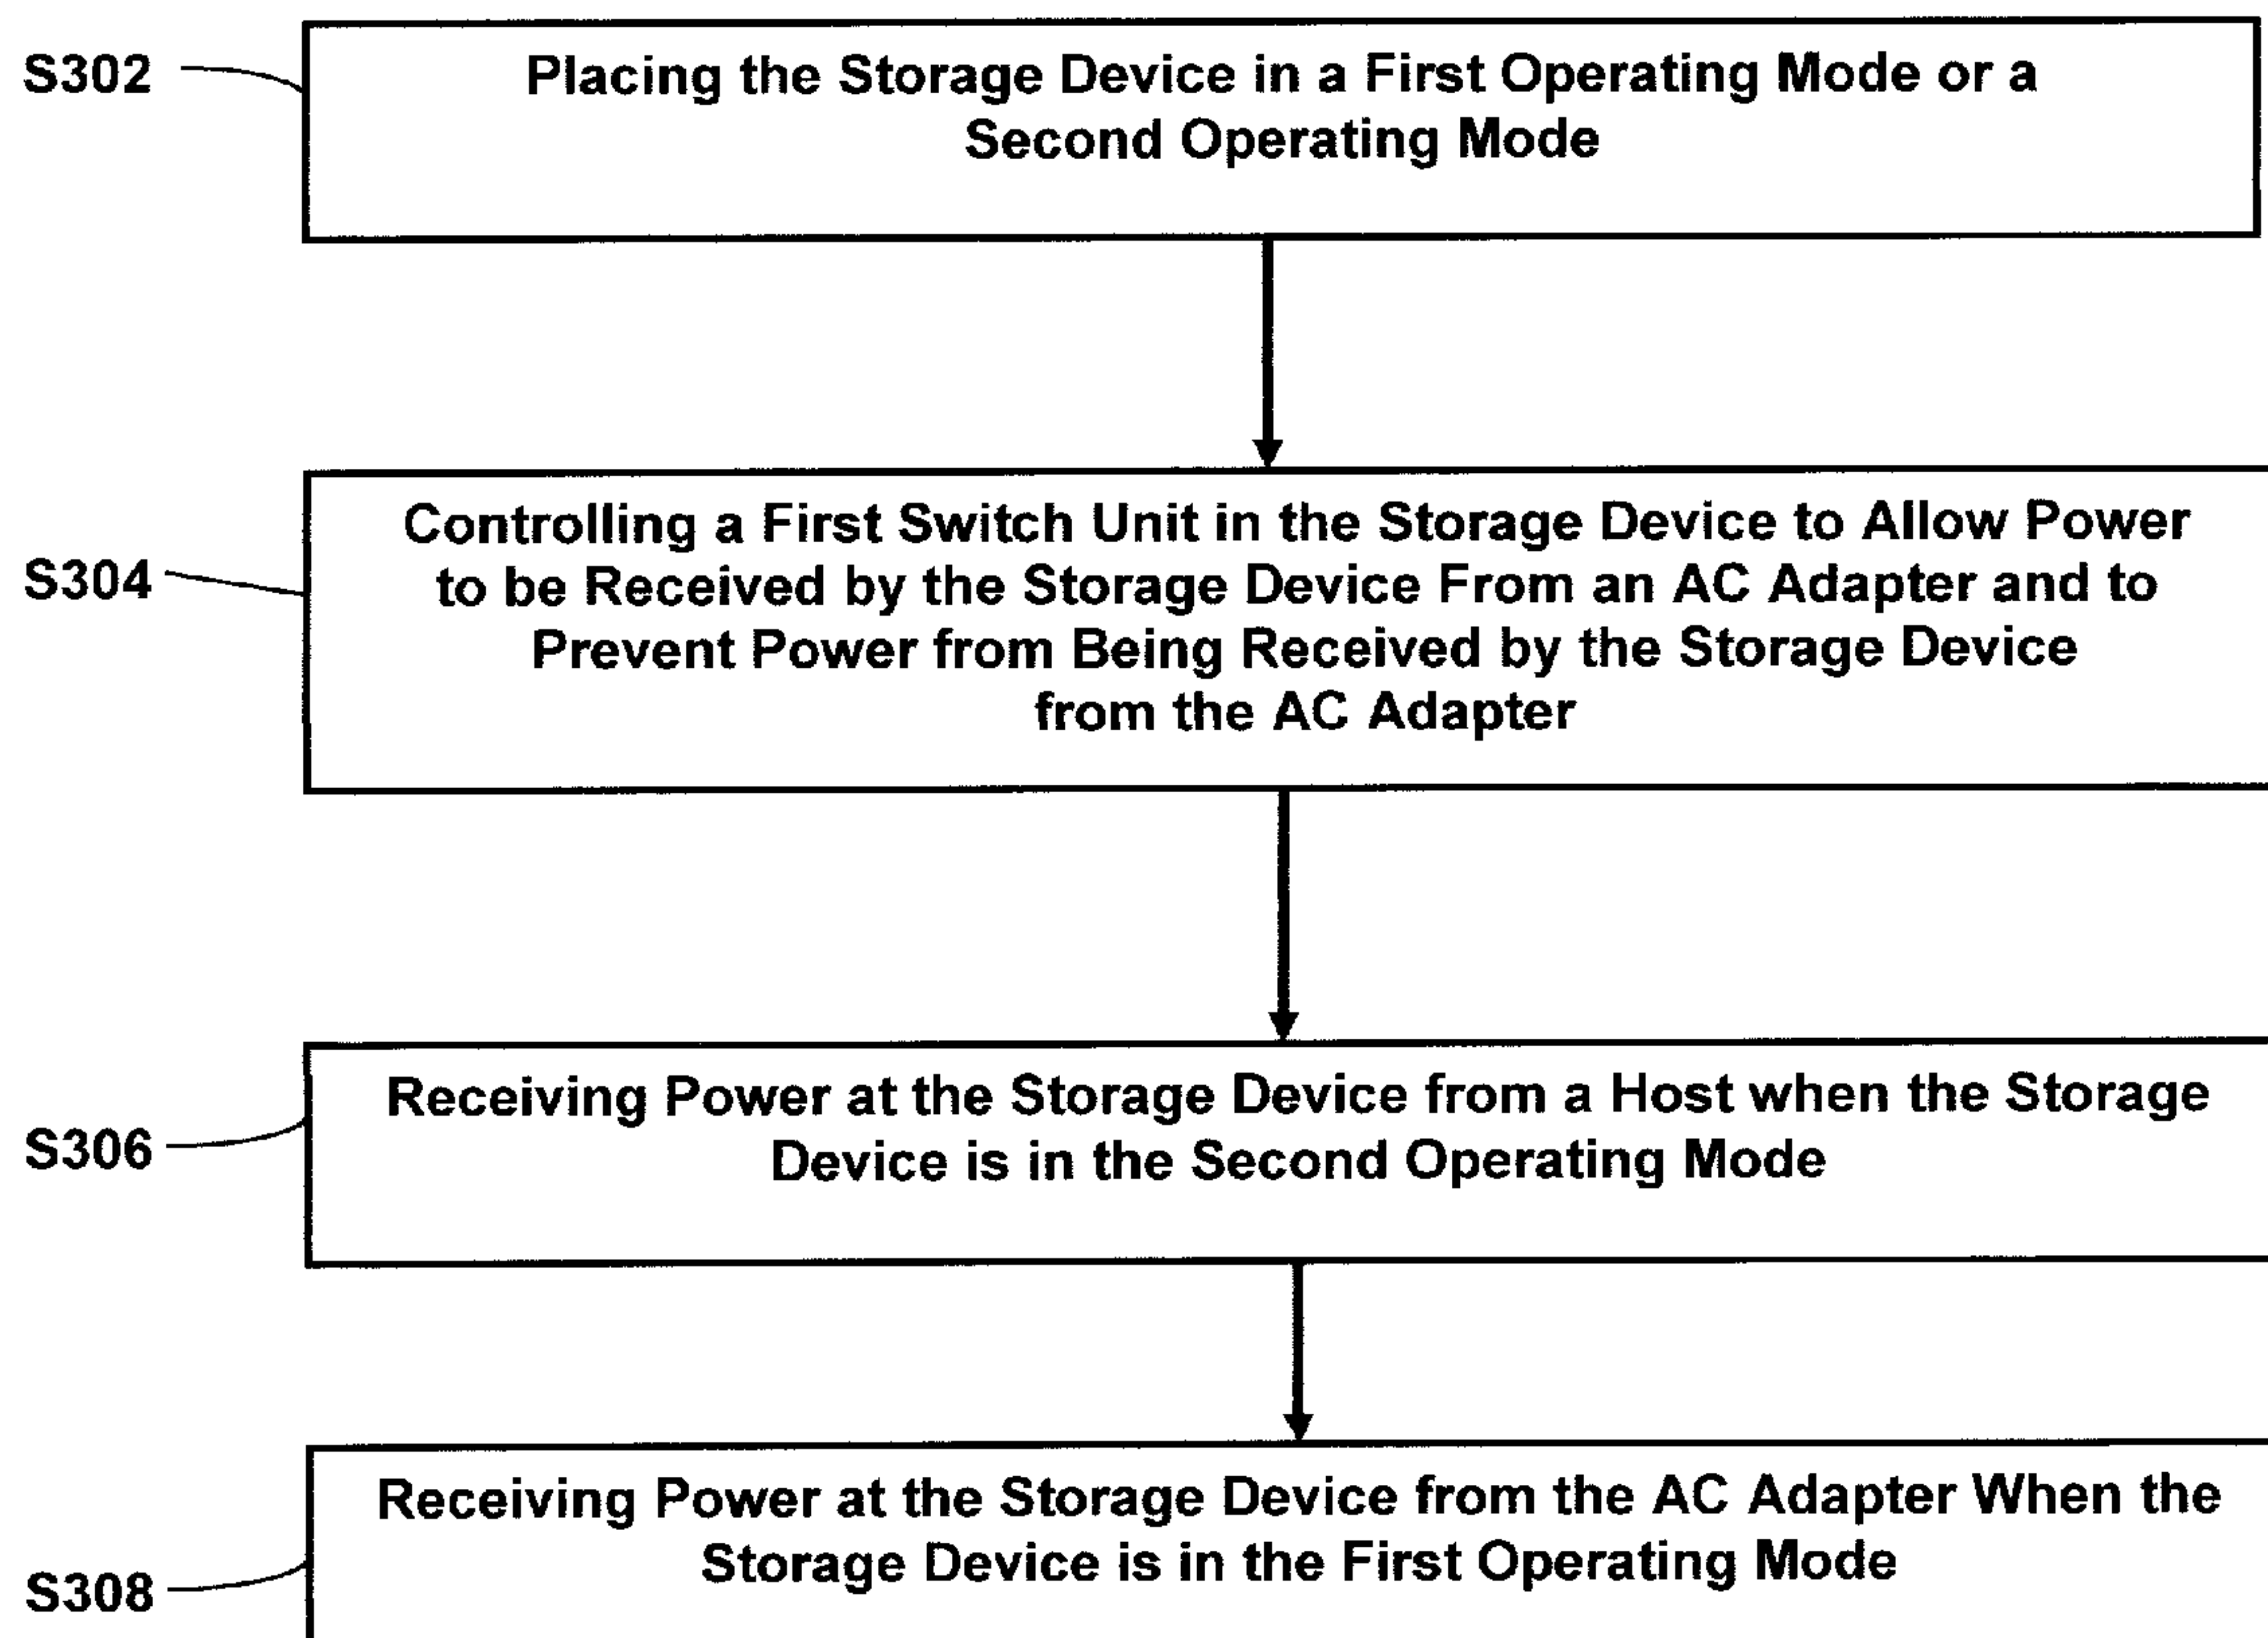 S302
Placing the Storage Device in a First Operating Mode or a
Second Operating Mode
S304
Controlling a First Switch Unit in the Storage Device to Allow Power
to be Received by the Storage Device From an AC Adapter and to
Prevent Power from Being Received by the Storage Device
from the AC Adapter
S306
Receiving Power at the Storage Device from a Host when the Storage
Device is in the Second Operating Mode
S308
Receiving Power at the Storage Device from the AC Adapter When the
Storage Device is in the First Operating Mode